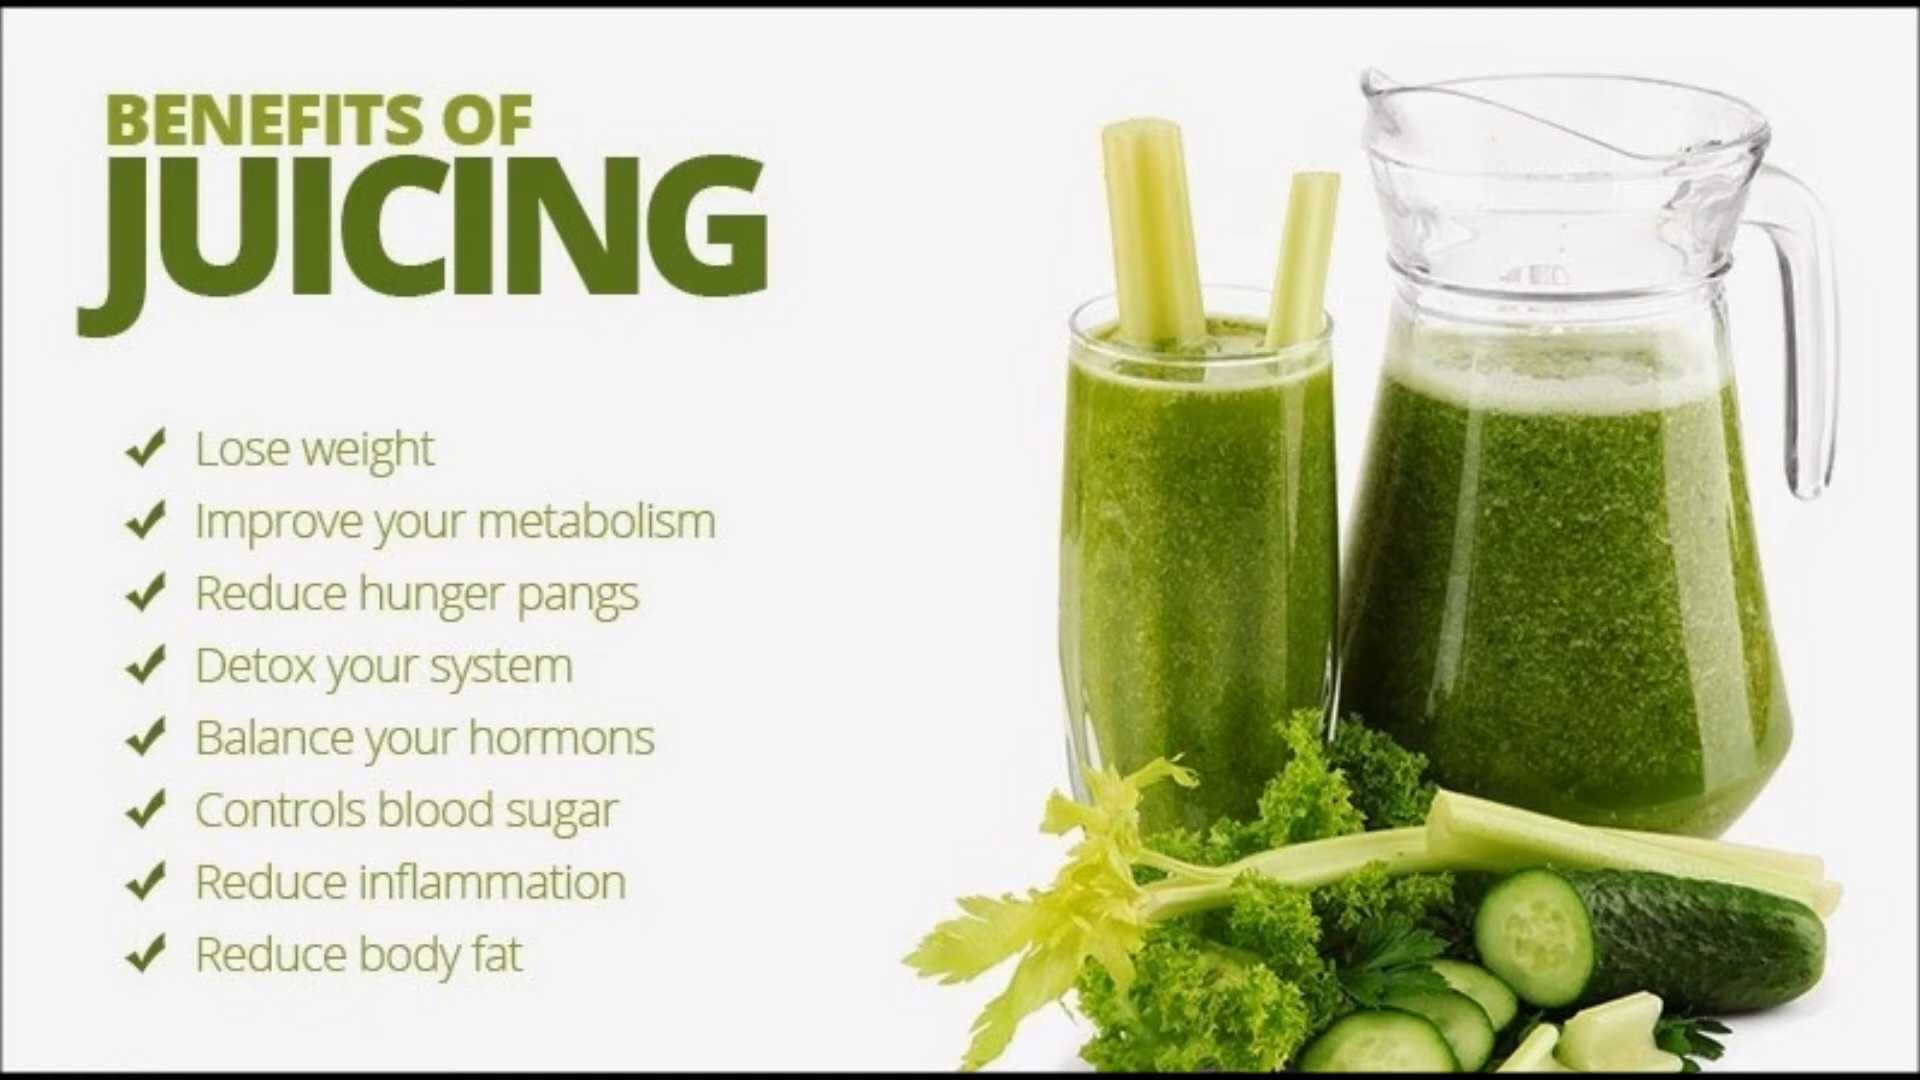 BENEFITS OF
JUICING
Lose weight
Improve your metabolism
Reduce hunger pangs
Detox your system
Balance your hormons
Controls blood sugar
Reduce inflammation
Reduce body fat